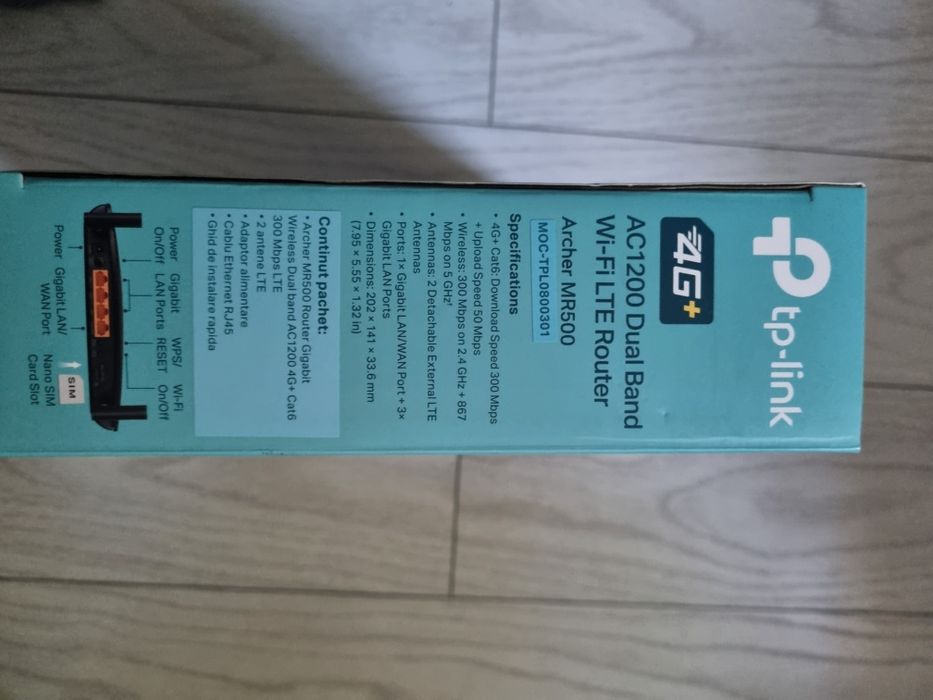 tp-link
4G+
AC1200 Dual Band
Wi-Fi LTE Router
Archer MR500
MOC-TPL0800301
Specifications
• 4G+ Cat6: Download Speed 300 Mbps
+ Upload Speed 50 Mbps
• Wireless: 300 Mbps on 2.4 GHz + 867
Mbps on 5 GHz¹
• Antennas: 2 Detachable External LTE
Antennas
• Ports: 1× Gigabit LAN/WAN Port + 3×
Gigabit LAN Ports
• Dimensions: 202 × 141 × 33.6 mm
(7.95 × 5.55 × 1.32 in)
Continut pachet:
• Archer MR500 Router Gigabit
Wireless Dual band AC1200 4G+ Cat6
300 Mbps LTE
• 2 antene LTE
• Adaptor alimentare
• Cablu Ethernet RJ45
• Ghid de instalare rapida
Power
On/Off
Gigabit
LAN Ports
WPS/
RESET
Wi-Fi
On/Off
Power
Gigabit LAN/
WAN Port
SIM
Nano SIM
Card Slot